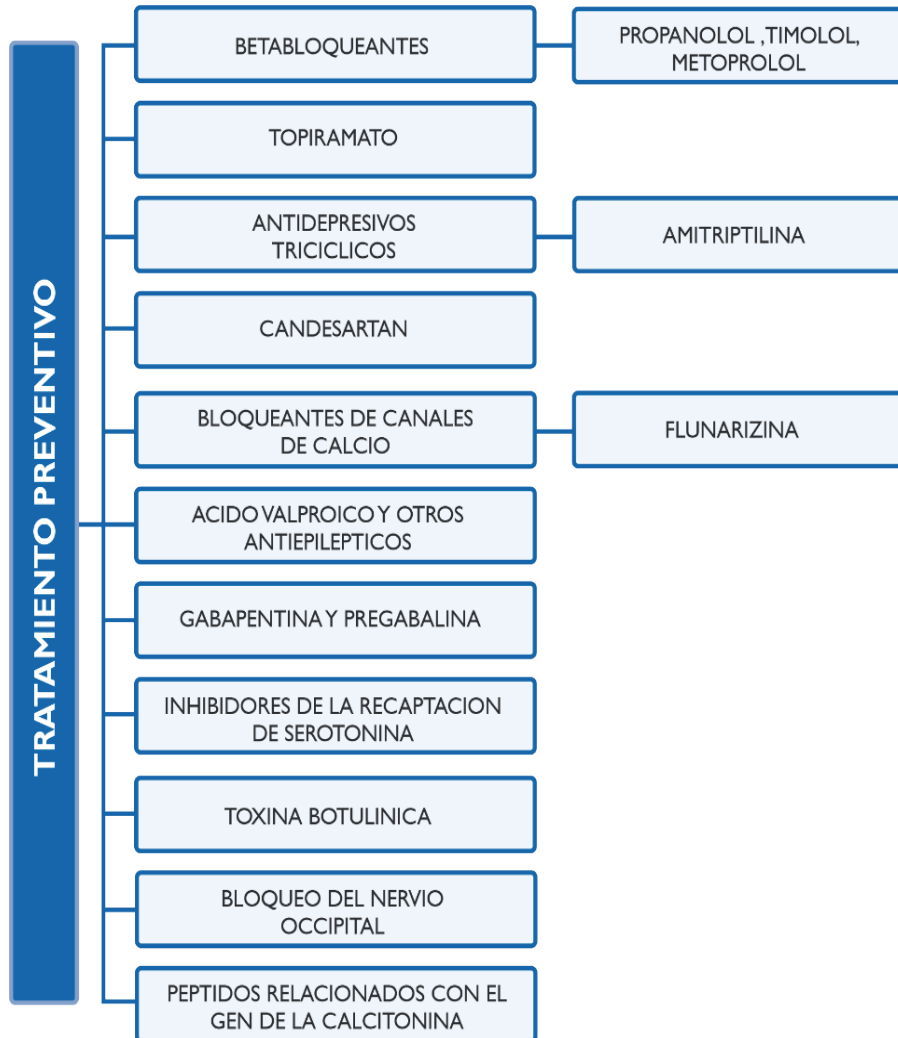 TRATAMIENTO PREVENTIVO
BETABLOQUEANTES
PROPANOLOL ,TIMOLOL,
METOPROLOL
TOPIRAMATO
ANTIDEPRESIVOS
TRICICLICOS
AMITRIPTILINA
CANDESARTAN
BLOQUEANTES DE CANALES
DE CALCIO
FLUNARIZINA
ACIDO VALPROICO Y OTROS
ANTIEPILEPTICOS
GABAPENTINA Y PREGABALINA
INHIBIDORES DE LA RECAPTACION
DE SEROTONINA
TOXINA BOTULINICA
BLOQUEO DEL NERVIO
OCCIPITAL
PEPTIDOS RELACIONADOS CON EL
GEN DE LA CALCITONINA